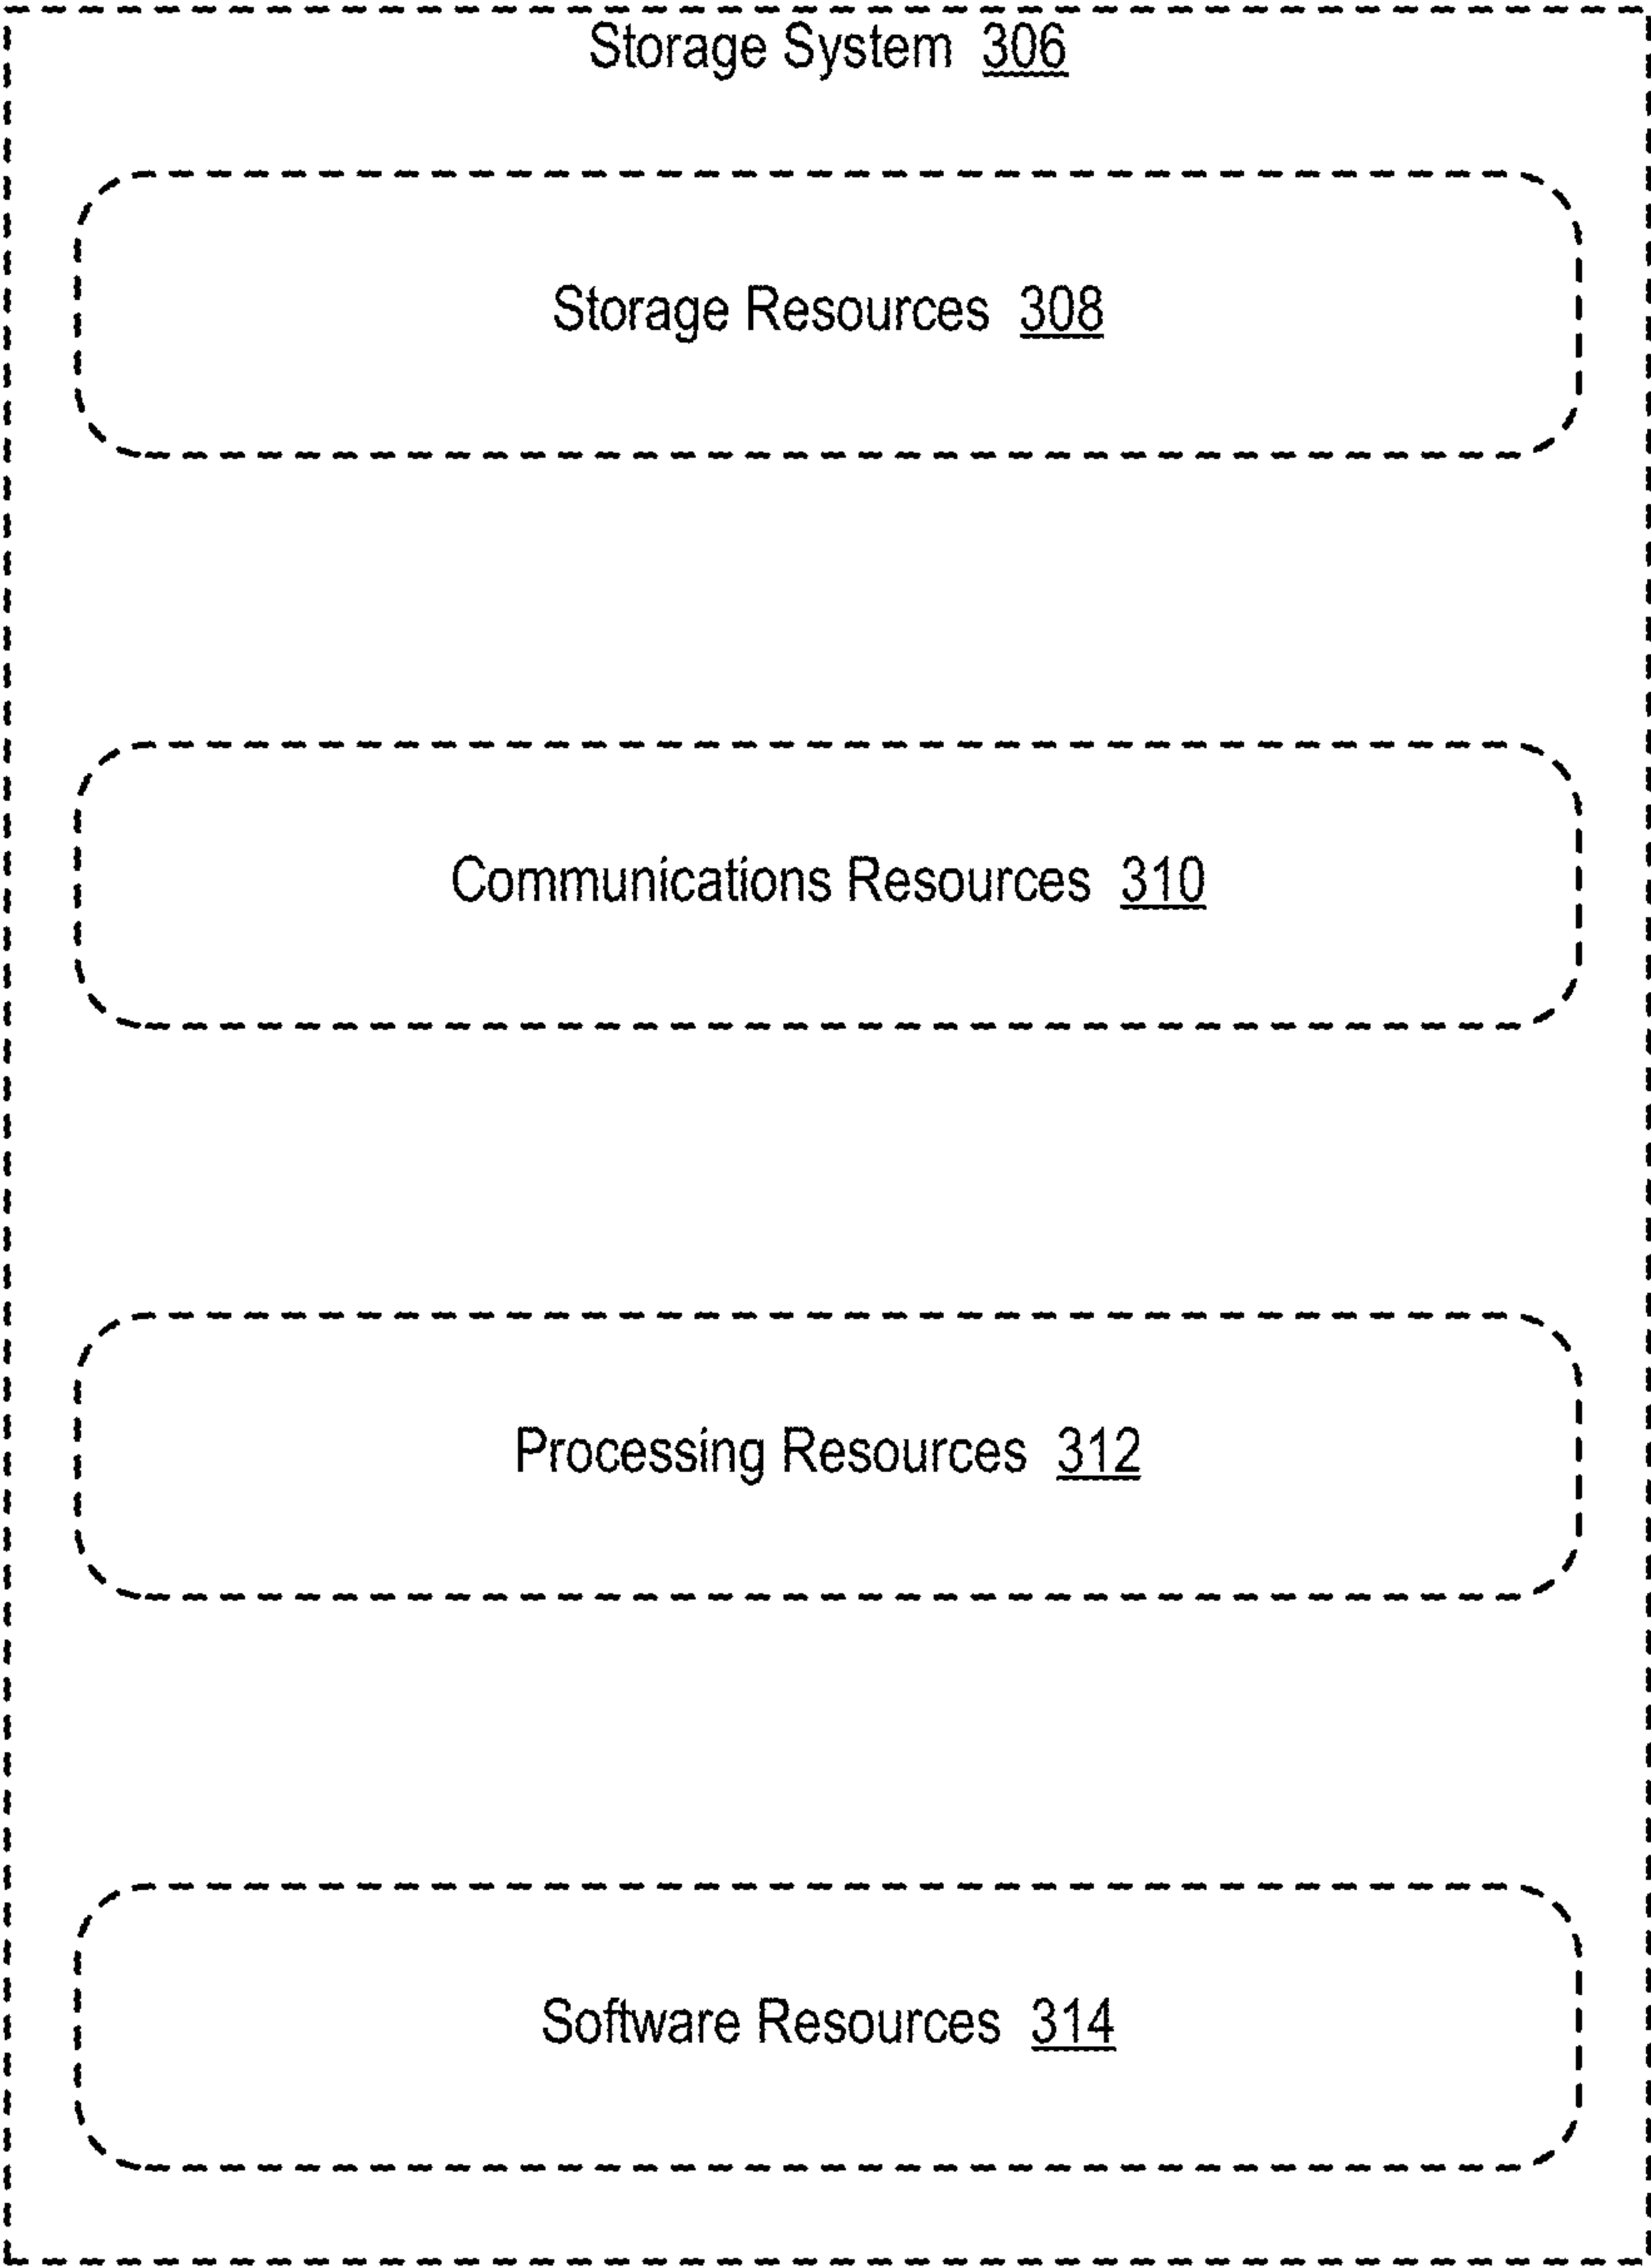 Storage System 306
Storage Resources 308
Communications Resources 310
Processing Resources 312
Software Resources 314